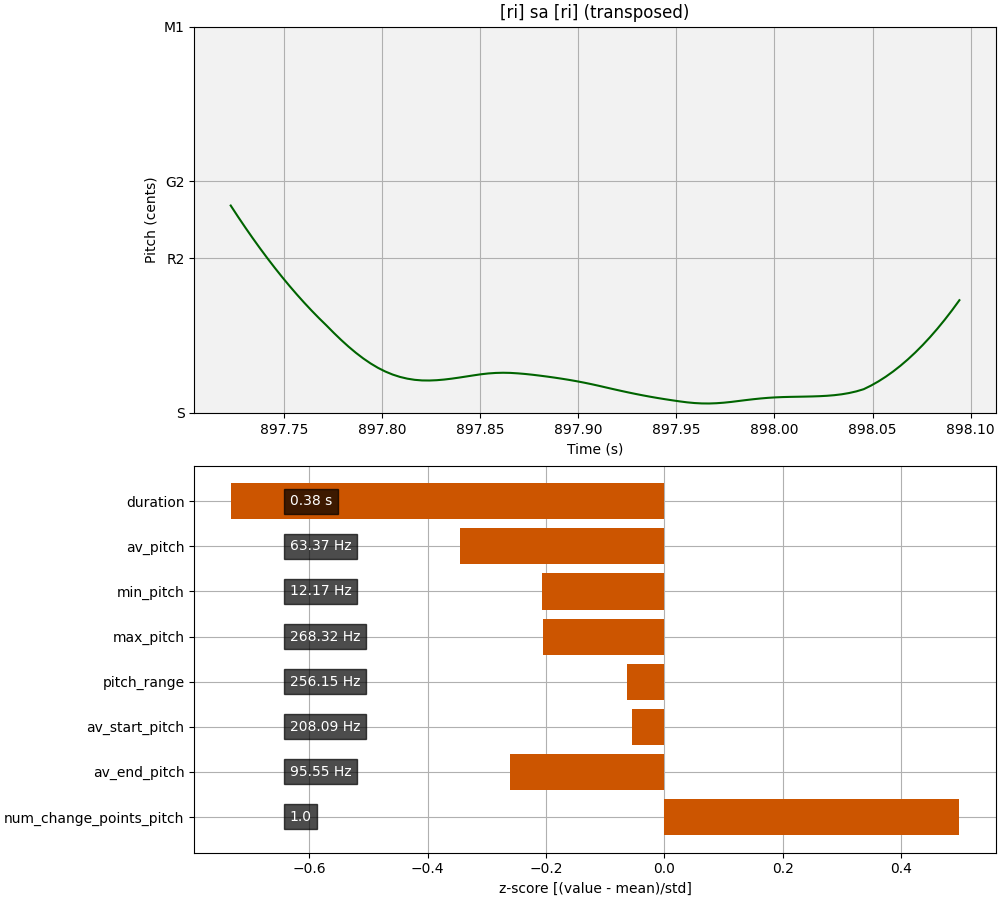 [ri] sa [ri] (transposed)
M1
G2
R2
S
Pitch (cents)
897.75 897.80 897.85 897.90 897.95 898.00 898.05 898.10
Time (s)
duration 0.38 s
av_pitch 63.37 Hz
min_pitch 12.17 Hz
max_pitch 268.32 Hz
pitch_range 256.15 Hz
av_start_pitch 208.09 Hz
av_end_pitch 95.55 Hz
num_change_points_pitch 1.0
−0.6 −0.4 −0.2 0.0 0.2 0.4
z-score [(value - mean)/std]